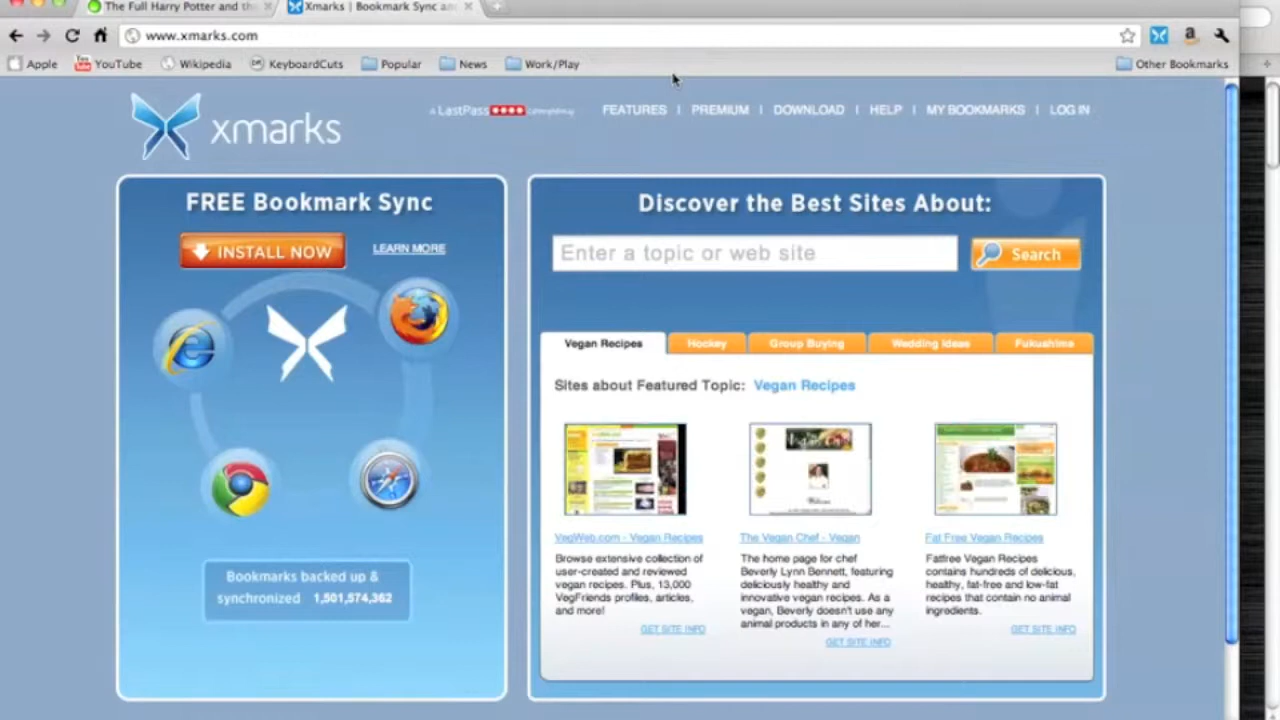 The Full Harry Potter and the
Xmarks | Bookmark Sync and
www.xmarks.com
Apple YouTube Wikipedia KeyboardCuts Popular News Work/Play Other Bookmarks
xmarks
LastPass
FEATURES | PREMIUM | DOWNLOAD | HELP | MY BOOKMARKS | LOG IN
FREE Bookmark Sync
INSTALL NOW
LEARN MORE
Bookmarks backed up &
synchronized 1,501,574,362
Discover the Best Sites About:
Enter a topic or web site
Search
Vegan Recipes
Hockey
Group Buying
Wedding Ideas
Fukushima
Sites about Featured Topic: Vegan Recipes
VegWeb.com - Vegan Recipes
Browse extensive collection of
user-created and reviewed
vegan recipes. Plus, 13,000
VegFriends profiles, articles,
and more!
GET SITE INFO
The Vegan Chef - Vegan
The home page for chef
Beverly Lynn Bennett, featuring
deliciously healthy and
innovative vegan recipes. As a
vegan, Beverly doesn't use any
animal products in any of her...
GET SITE INFO
Fat Free Vegan Recipes
Fatfree Vegan Recipes
contains hundreds of delicious,
healthy, fat-free and low-fat
recipes that contain no animal
ingredients.
GET SITE INFO